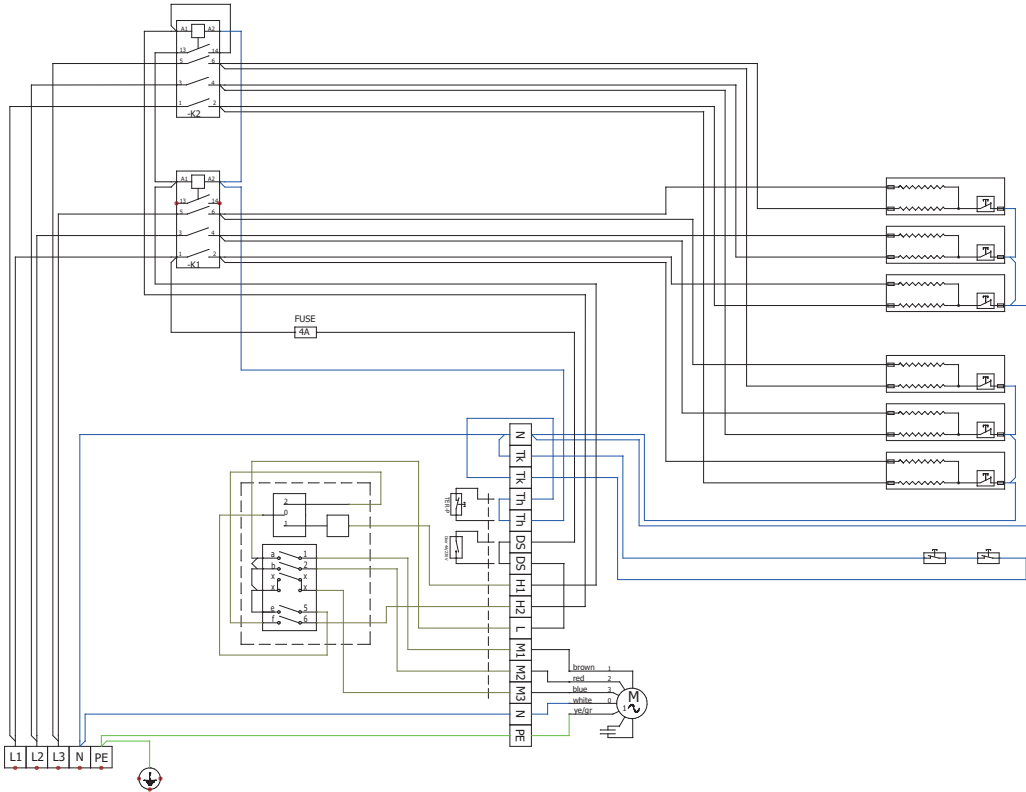 A1 A2
13 14
5 6
3 4
1 2
-K2
A1 A2
13 14
5 6
3 4
1 2
-K1
FUSE
4A
N
Tk
Tk
Th
Th
DS
DS
H1
H2
L
M1
M2
M3
N
PE
2
0
1
a 1
b 2
x x
x x
e 5
f 6
brown 1
red 2
blue 3
white 0
ye/gr
M
1
L1 L2 L3 N PE